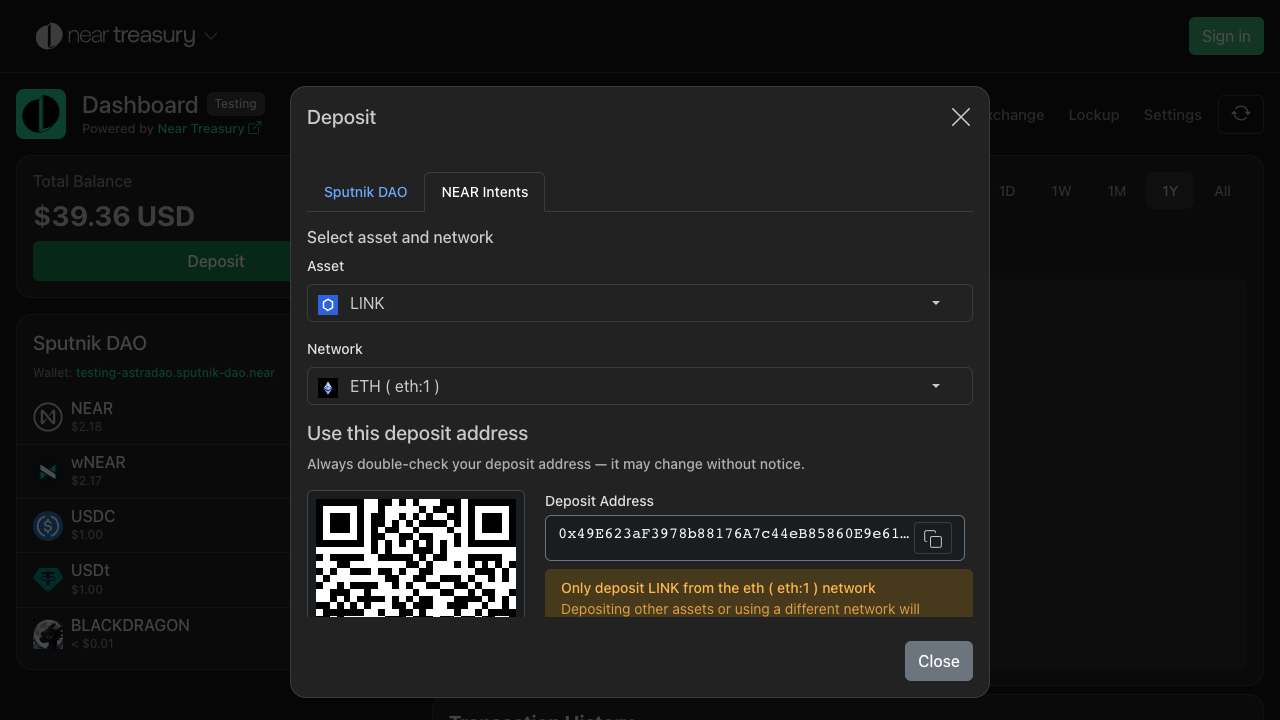 near treasury
Sign in
Dashboard Testing
Powered by Near Treasury
Lockup
Settings
Total Balance
$39.36 USD
Deposit
1D
1W
1M
1Y
All
Sputnik DAO
Wallet: testing-astradao.sputnik-dao.near
NEAR
$2.18
wNEAR
$2.17
USDC
$1.00
USDt
$1.00
BLACKDRAGON
< $0.01
Deposit
Sputnik DAO
NEAR Intents
Select asset and network
Asset
LINK
Network
ETH ( eth:1 )
Use this deposit address
Always double-check your deposit address — it may change without notice.
Deposit Address
0x49E623aF3978b88176A7c44eB85860E9e61…
Only deposit LINK from the eth ( eth:1 ) network
Depositing other assets or using a different network will
Close
Transaction History